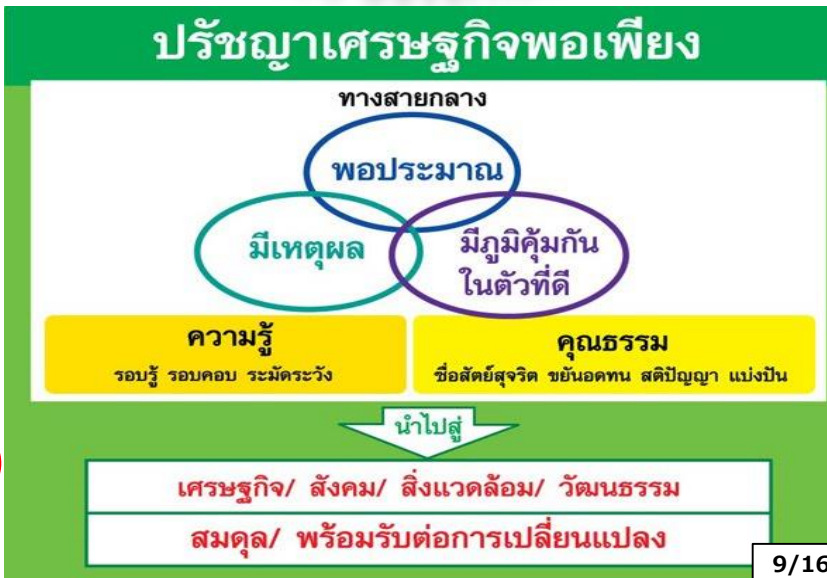 ปรัชญาเศรษฐกิจพอเพียง
ทางสายกลาง
พอประมาณ
มีเหตุผล
มีภูมิคุ้มกัน
ในตัวที่ดี
ความรู้
รอบรู้ รอบคอบ ระมัดระวัง
คุณธรรม
ซื่อสัตย์สุจริต ขยันอดทน สติปัญญา แบ่งปัน
นำไปสู่
เศรษฐกิจ/ สังคม/ สิ่งแวดล้อม/ วัฒนธรรม
สมดุล/ พร้อมรับต่อการเปลี่ยนแปลง
9/16